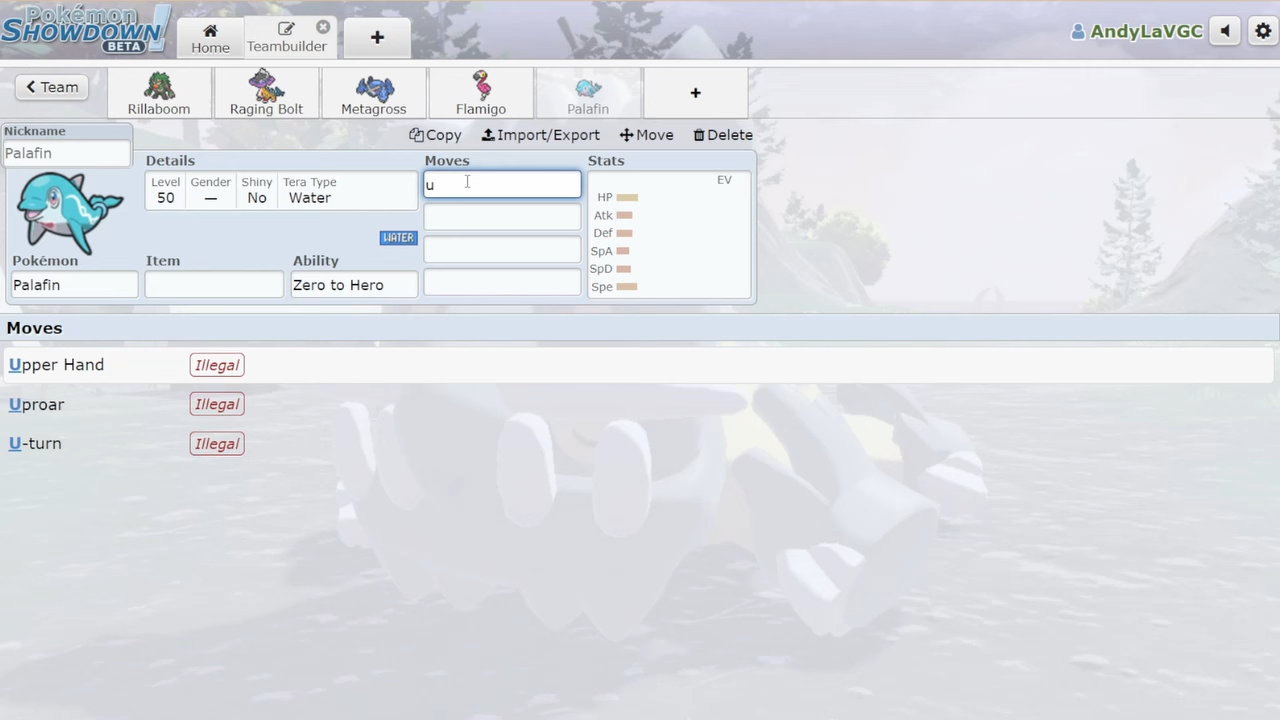 Pokémon
SHOWDOWN!
BETA
Home
Teambuilder
+
AndyLaVGC
Team
Rillaboom
Raging Bolt
Metagross
Flamigo
Palafin
+
Nickname
Palafin
Copy
Import/Export
Move
Delete
Details
Level
50
Gender
—
Shiny
No
Tera Type
Water
WATER
Pokémon
Palafin
Item
Ability
Zero to Hero
Moves
u
Stats
EV
HP
Atk
Def
SpA
SpD
Spe
Moves
Upper Hand Illegal
Uproar Illegal
U-turn Illegal